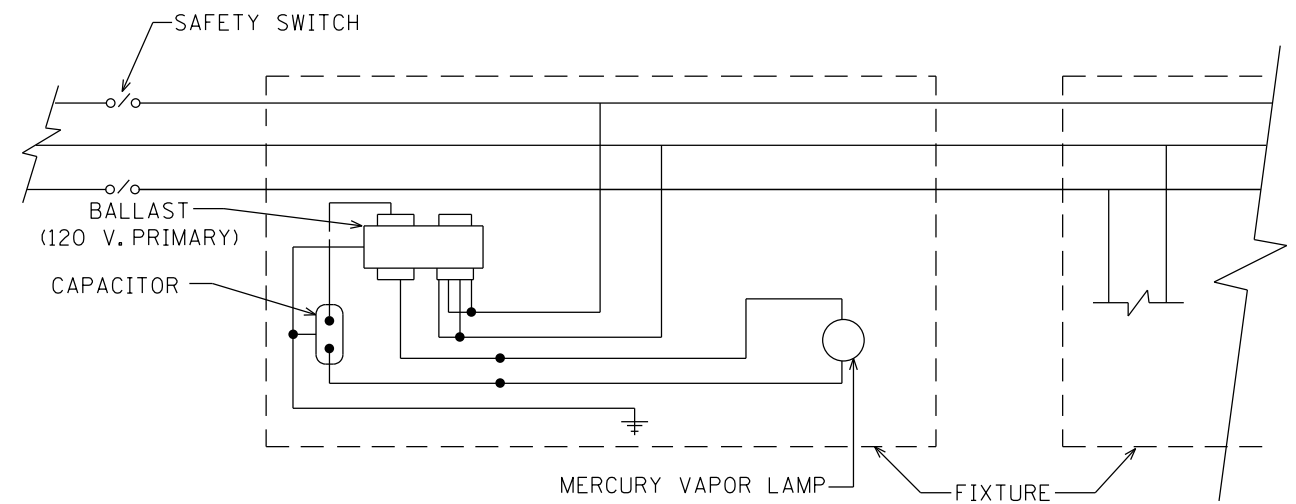 SAFETY SWITCH
BALLAST
(120 V. PRIMARY)
CAPACITOR
MERCURY VAPOR LAMP
FIXTURE